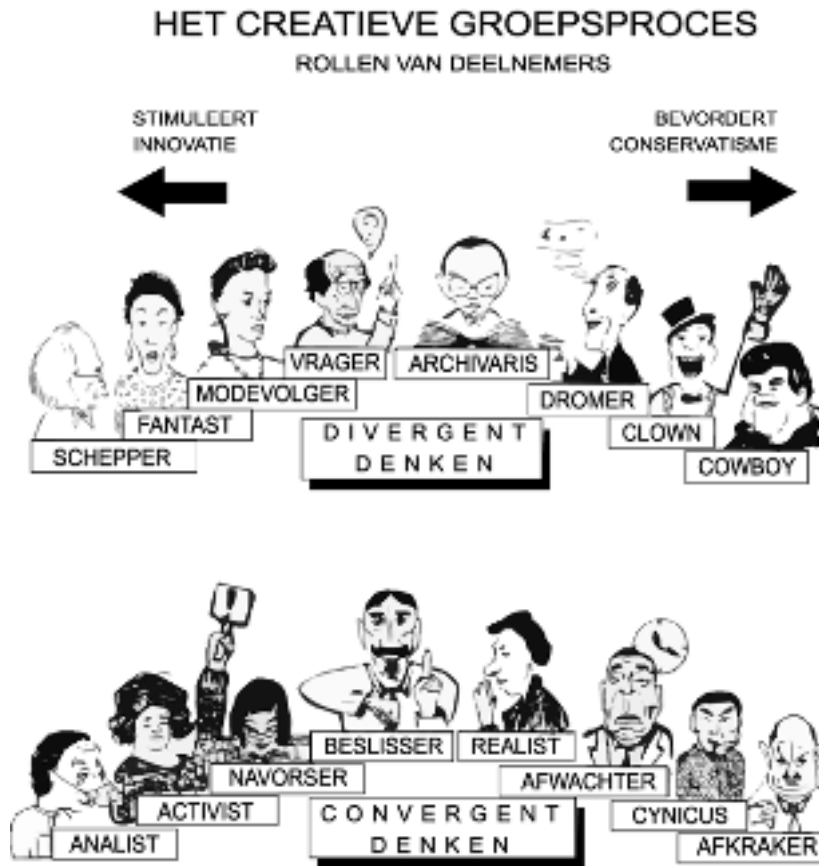 HET CREATIEVE GROEPSPROCES
ROLLEN VAN DEELNEMERS
STIMULEERT
INNOVATIE
BEVORDERT
CONSERVATISME
SCHEPPER
FANTAST
MODEVOLGER
VRAGER
ARCHIVARIS
DROMER
CLOWN
COWBOY
DIVERGENT
DENKEN
ANALIST
ACTIVIST
NAVORSER
BESLISSER
REALIST
AFWACHTER
CYNICUS
AFKRAKER
CONVERGENT
DENKEN